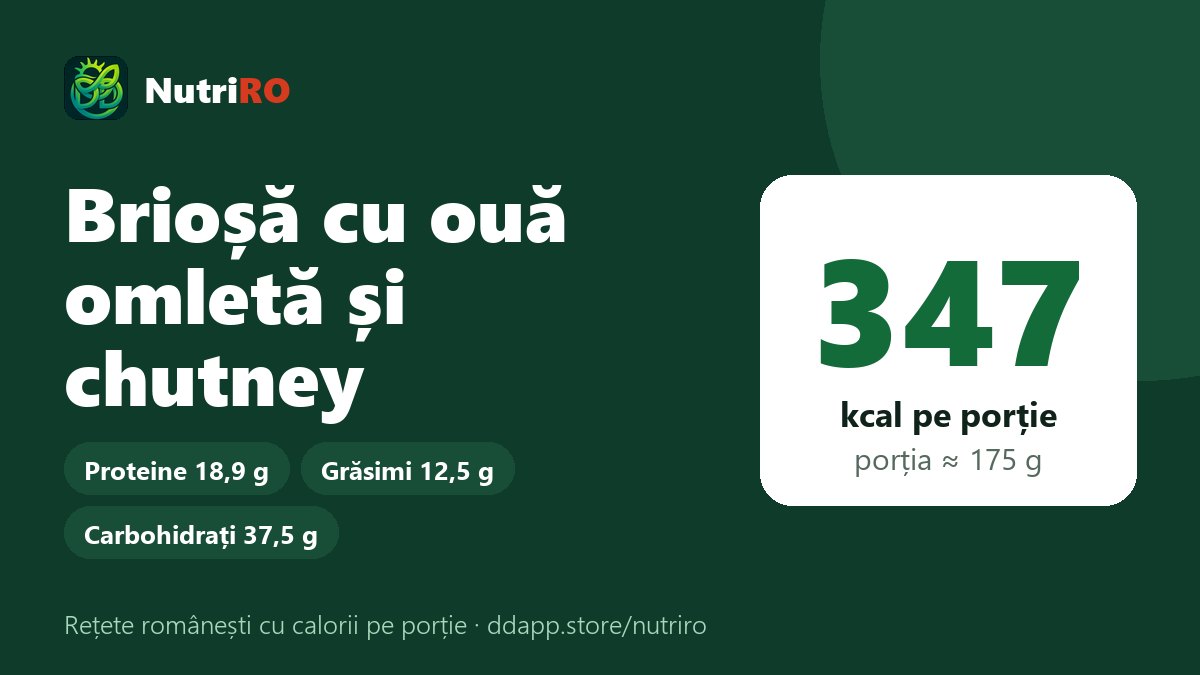 NutriRO
Brioșă cu ouă
omletă și
chutney
Proteine 18,9 g
Grăsimi 12,5 g
Carbohidrați 37,5 g
347
kcal pe porție
porția ≈ 175 g
Rețete românești cu calorii pe porție · ddapp.store/nutriro